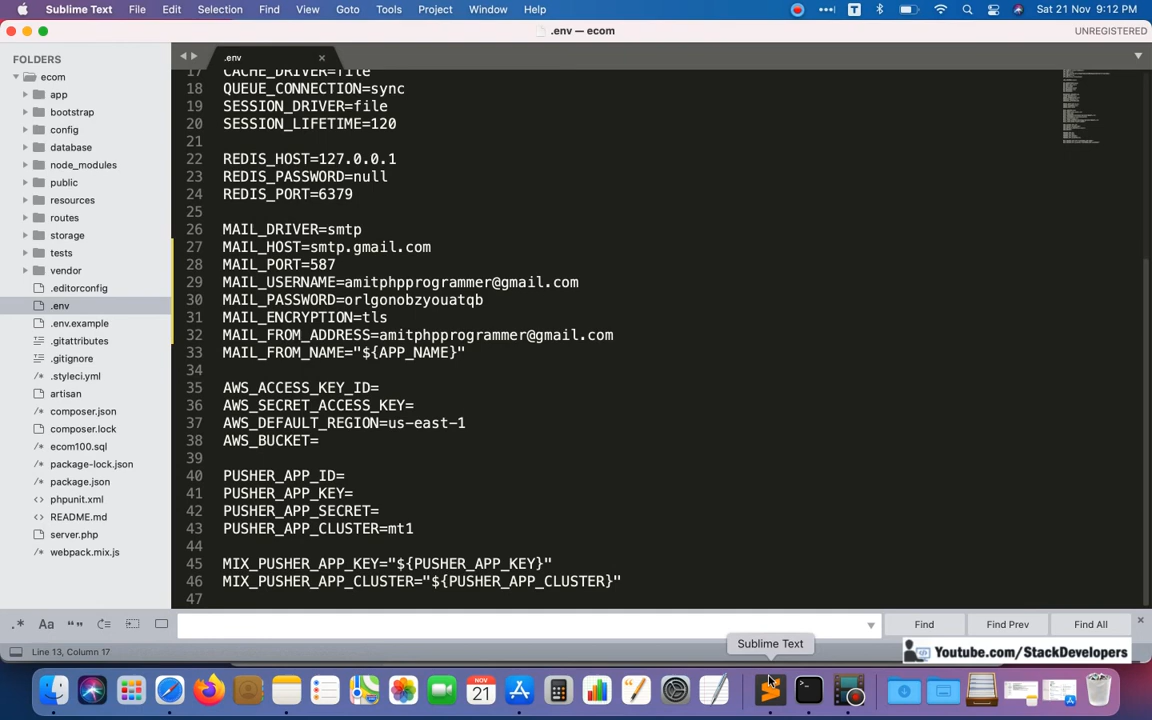 Sublime Text File Edit Selection Find View Goto Tools Project Window Help
Sat 21 Nov 9:12 PM
.env — ecom
UNREGISTERED
FOLDERS
ecom
app
bootstrap
config
database
node_modules
public
resources
routes
storage
tests
vendor
.editorconfig
.env
.env.example
.gitattributes
.gitignore
.styleci.yml
artisan
composer.json
composer.lock
ecom100.sql
package-lock.json
package.json
phpunit.xml
README.md
server.php
webpack.mix.js
.env
17 CACHE_DRIVER=file
18 QUEUE_CONNECTION=sync
19 SESSION_DRIVER=file
20 SESSION_LIFETIME=120
21
22 REDIS_HOST=127.0.0.1
23 REDIS_PASSWORD=null
24 REDIS_PORT=6379
25
26 MAIL_DRIVER=smtp
27 MAIL_HOST=smtp.gmail.com
28 MAIL_PORT=587
29 MAIL_USERNAME=amitphpprogrammer@gmail.com
30 MAIL_PASSWORD=orlgonobzyouatqb
31 MAIL_ENCRYPTION=tls
32 MAIL_FROM_ADDRESS=amitphpprogrammer@gmail.com
33 MAIL_FROM_NAME="${APP_NAME}"
34
35 AWS_ACCESS_KEY_ID=
36 AWS_SECRET_ACCESS_KEY=
37 AWS_DEFAULT_REGION=us-east-1
38 AWS_BUCKET=
39
40 PUSHER_APP_ID=
41 PUSHER_APP_KEY=
42 PUSHER_APP_SECRET=
43 PUSHER_APP_CLUSTER=mt1
44
45 MIX_PUSHER_APP_KEY="${PUSHER_APP_KEY}"
46 MIX_PUSHER_APP_CLUSTER="${PUSHER_APP_CLUSTER}"
47
.* Aa “” Find Find Prev Find All
Sublime Text
Line 13, Column 17
Youtube.com/StackDevelopers
NOV
21